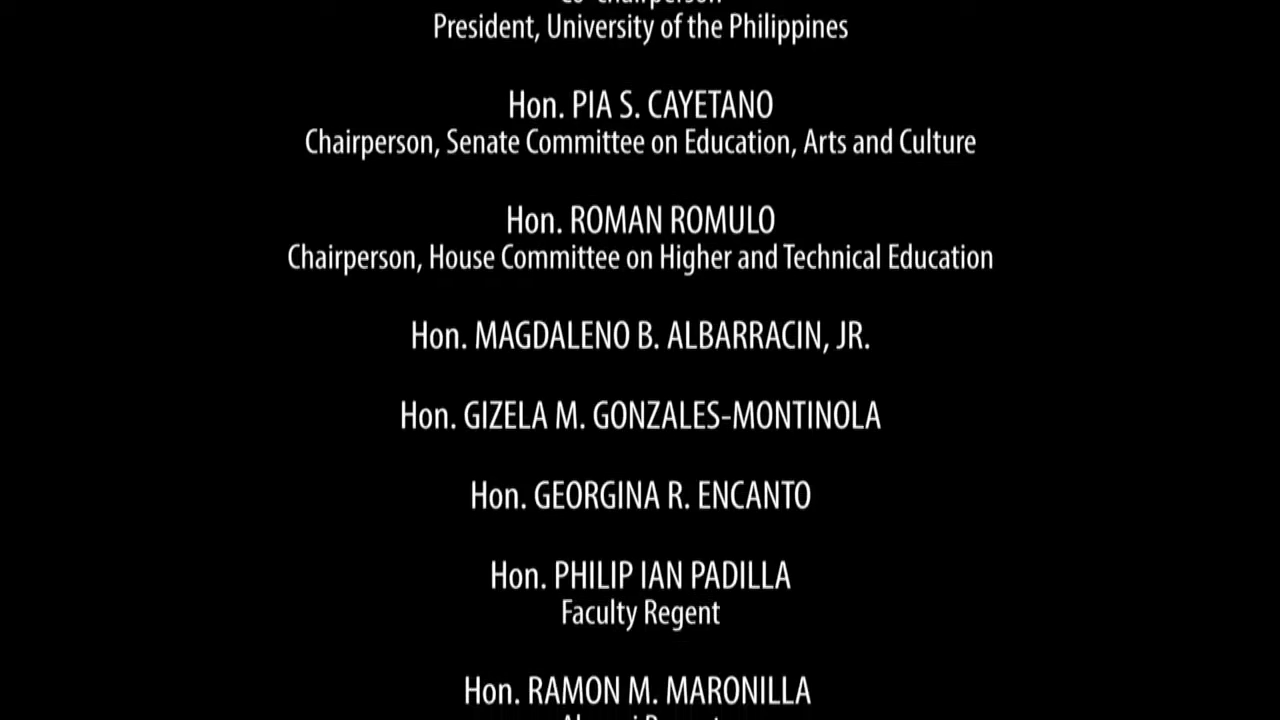 Co-Chairperson
President, University of the Philippines
Hon. PIA S. CAYETANO
Chairperson, Senate Committee on Education, Arts and Culture
Hon. ROMAN ROMULO
Chairperson, House Committee on Higher and Technical Education
Hon. MAGDALENO B. ALBARRACIN, JR.
Hon. GIZELA M. GONZALES-MONTINOLA
Hon. GEORGINA R. ENCANTO
Hon. PHILIP IAN PADILLA
Faculty Regent
Hon. RAMON M. MARONILLA